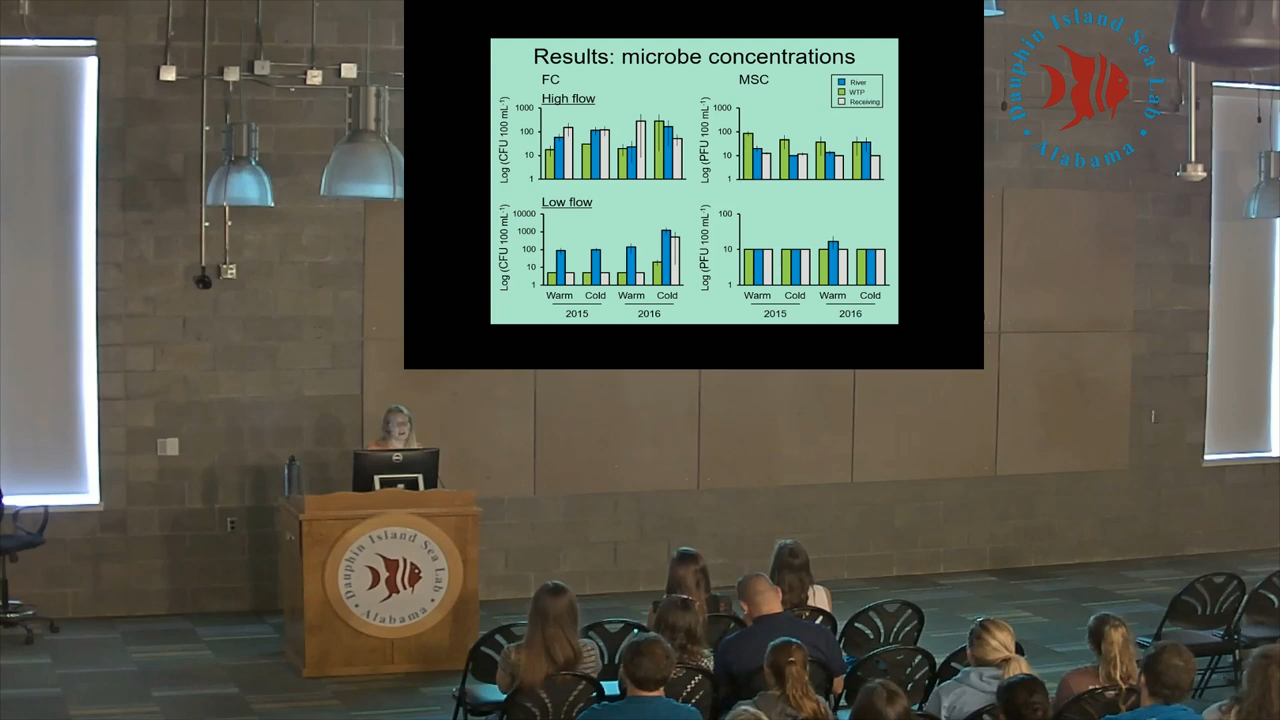 Results: microbe concentrations
FC
MSC
River
WTP
Receiving
High flow
Log (CFU 100 mL⁻¹)
1000
100
10
1
Log (PFU 100 mL⁻¹)
1000
100
10
1
Low flow
Log (CFU 100 mL⁻¹)
10000
1000
100
10
1
Log (PFU 100 mL⁻¹)
100
10
1
Warm Cold Warm Cold
2015 2016
Warm Cold Warm Cold
2015 2016
Dauphin Island Sea Lab
Alabama
DELL
Dauphin Island Sea Lab
Alabama